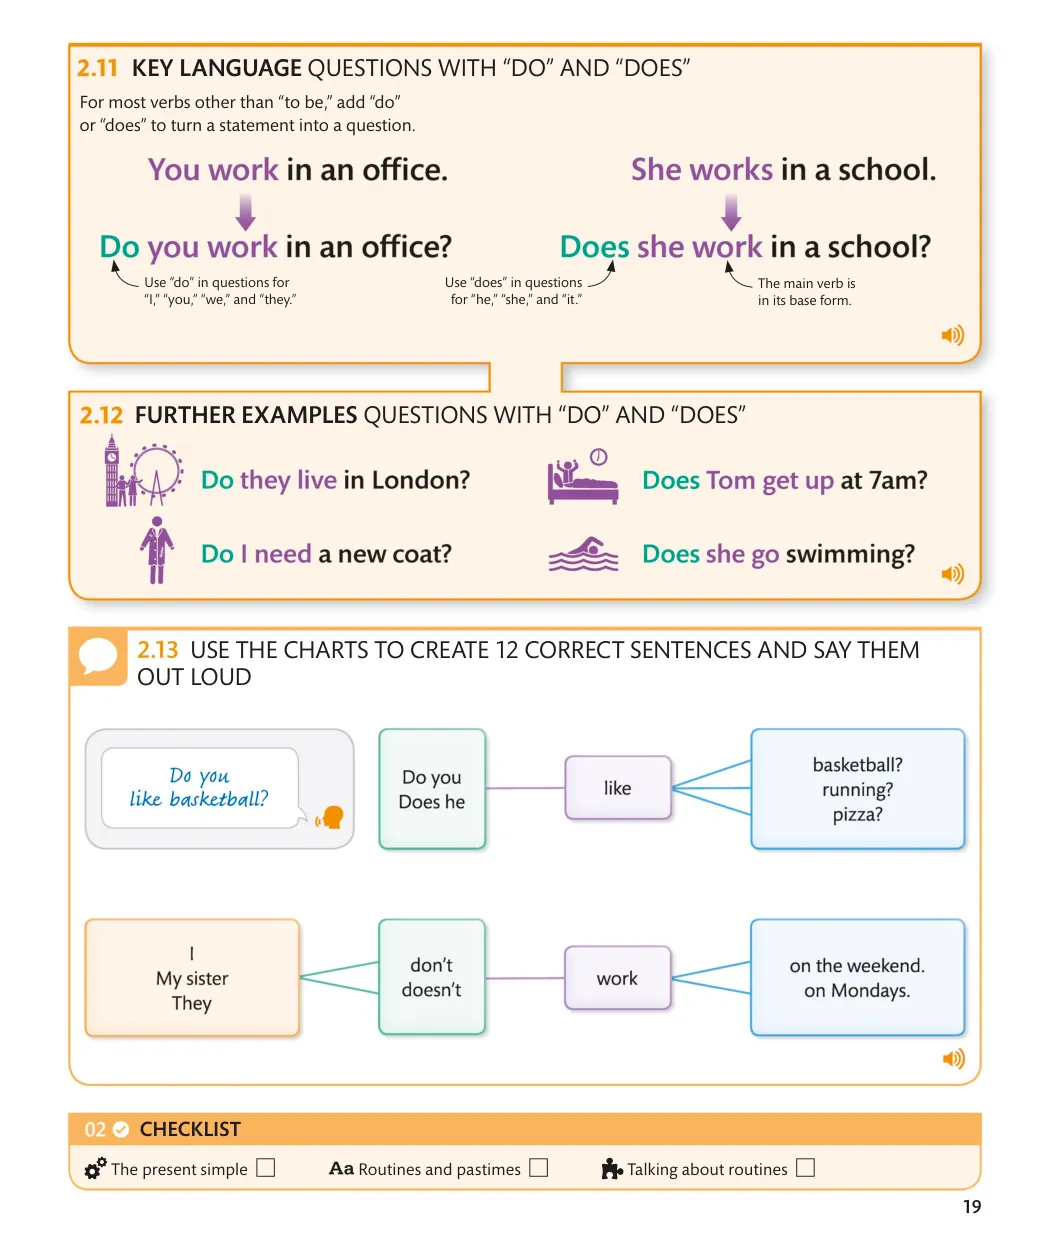 2.11 KEY LANGUAGE QUESTIONS WITH “DO” AND “DOES”
For most verbs other than “to be,” add “do”
or “does” to turn a statement into a question.
You work in an office.
She works in a school.
Do you work in an office?
Does she work in a school?
Use “do” in questions for
“I,” “you,” “we,” and “they.”
Use “does” in questions
for “he,” “she,” and “it.”
The main verb is
in its base form.
2.12 FURTHER EXAMPLES QUESTIONS WITH “DO” AND “DOES”
Do they live in London?
Does Tom get up at 7am?
Do I need a new coat?
Does she go swimming?
2.13 USE THE CHARTS TO CREATE 12 CORRECT SENTENCES AND SAY THEM
OUT LOUD
Do you
like basketball?
Do you
Does he
like
basketball?
running?
pizza?
I
My sister
They
don’t
doesn’t
work
on the weekend.
on Mondays.
02 CHECKLIST
The present simple
Aa Routines and pastimes
Talking about routines
19